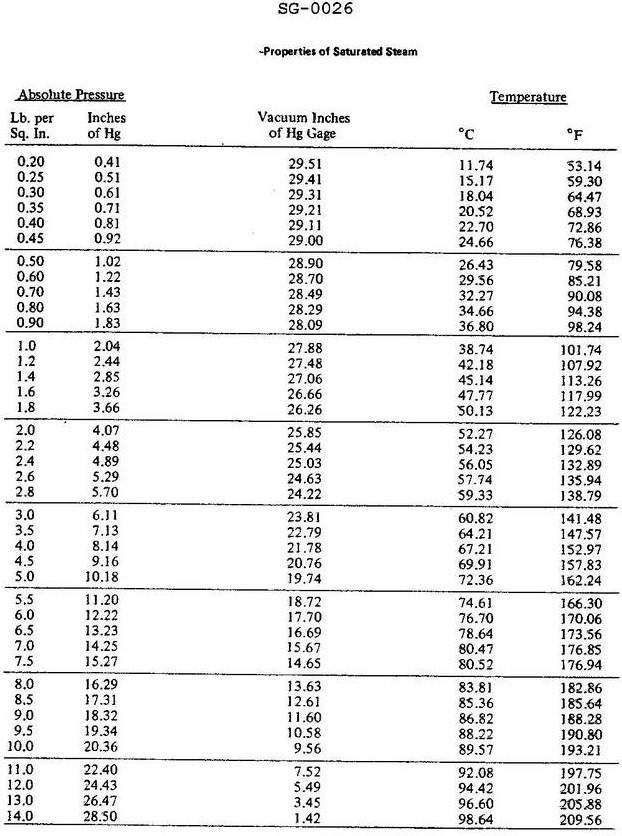 SG-0026
-Properties of Saturated Steam
Absolute Pressure Temperature
Lb. per Inches Vacuum Inches
Sq. In. of Hg of Hg Gage °C °F
0.20 0.41 29.51 11.74 53.14
0.25 0.51 29.41 15.17 59.30
0.30 0.61 29.31 18.04 64.47
0.35 0.71 29.21 20.52 68.93
0.40 0.81 29.11 22.70 72.86
0.45 0.92 29.00 24.66 76.38
0.50 1.02 28.90 26.43 79.58
0.60 1.22 28.70 29.56 85.21
0.70 1.43 28.49 32.27 90.08
0.80 1.63 28.29 34.66 94.38
0.90 1.83 28.09 36.80 98.24
1.0 2.04 27.88 38.74 101.74
1.2 2.44 27.48 42.18 107.92
1.4 2.85 27.06 45.14 113.26
1.6 3.26 26.66 47.77 117.99
1.8 3.66 26.26 50.13 122.23
2.0 4.07 25.85 52.27 126.08
2.2 4.48 25.44 54.23 129.62
2.4 4.89 25.03 56.05 132.89
2.6 5.29 24.63 57.74 135.94
2.8 5.70 24.22 59.33 138.79
3.0 6.11 23.81 60.82 141.48
3.5 7.13 22.79 64.21 147.57
4.0 8.14 21.78 67.21 152.97
4.5 9.16 20.76 69.91 157.83
5.0 10.18 19.74 72.36 162.24
5.5 11.20 18.72 74.61 166.30
6.0 12.22 17.70 76.70 170.06
6.5 13.23 16.69 78.64 173.56
7.0 14.25 15.67 80.47 176.85
7.5 15.27 14.65 80.52 176.94
8.0 16.29 13.63 83.81 182.86
8.5 17.31 12.61 85.36 185.64
9.0 18.32 11.60 86.82 188.28
9.5 19.34 10.58 88.22 190.80
10.0 20.36 9.56 89.57 193.21
11.0 22.40 7.52 92.08 197.75
12.0 24.43 5.49 94.42 201.96
13.0 26.47 3.45 96.60 205.88
14.0 28.50 1.42 98.64 209.56